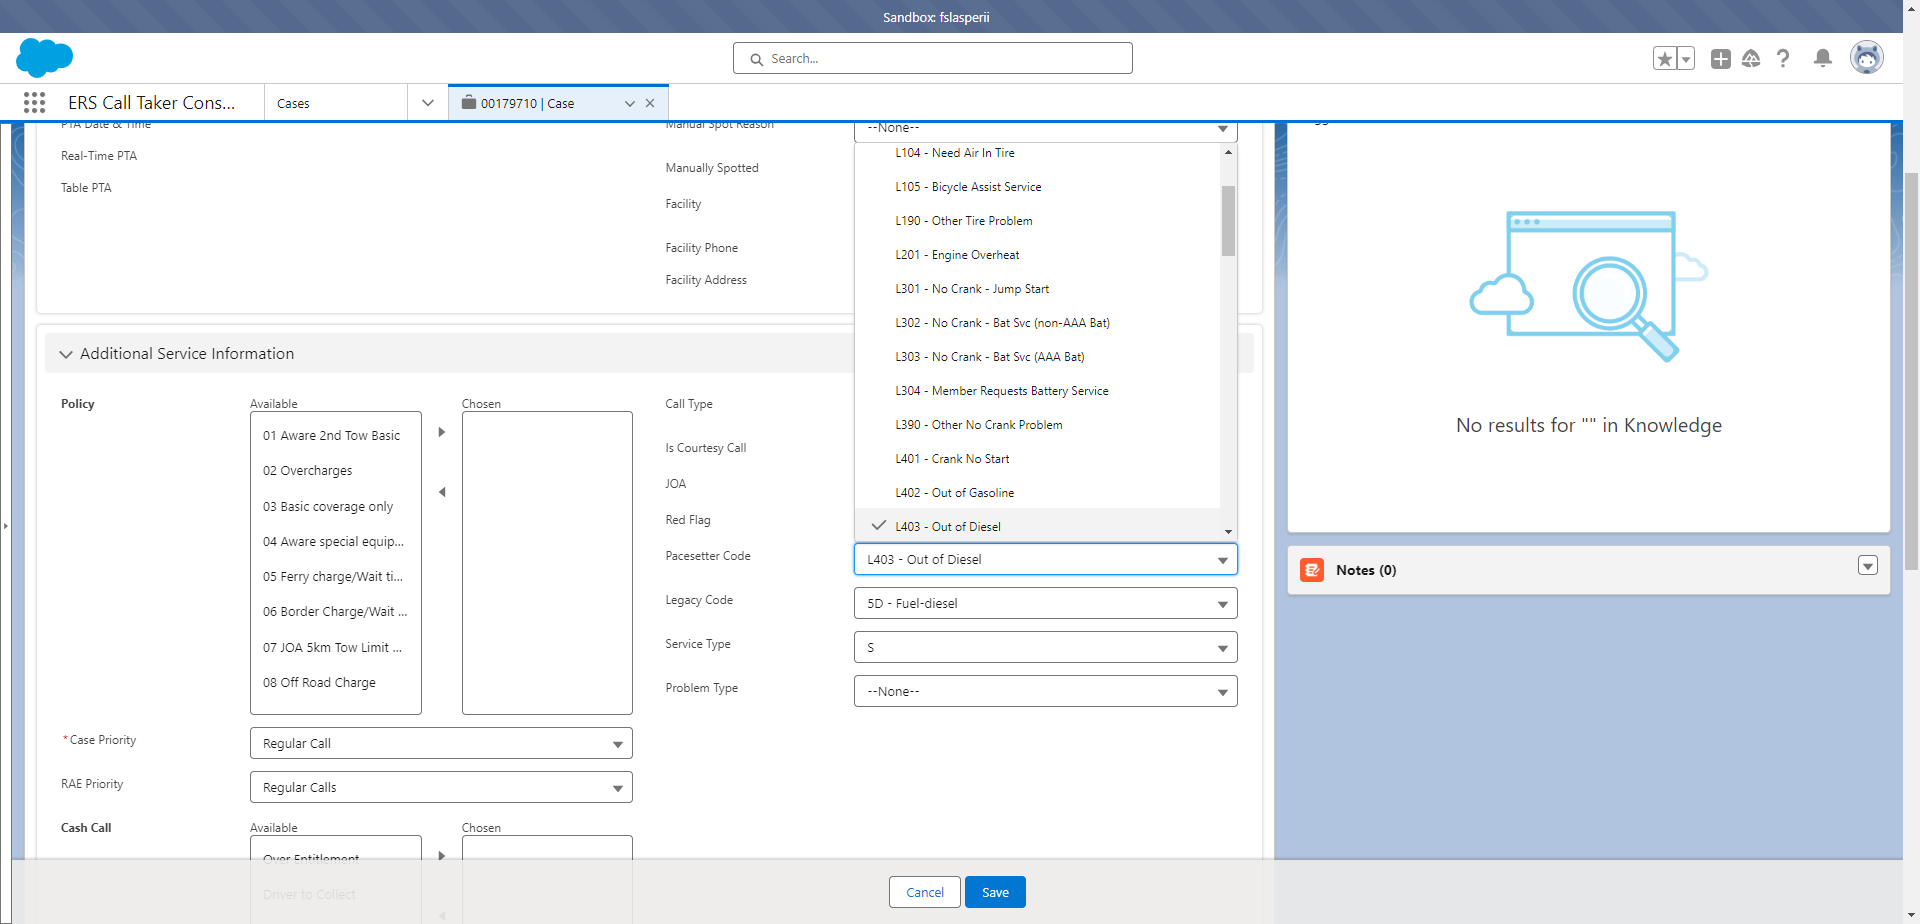 Sandbox: fslasperii
Search...
ERS Call Taker Cons...
Cases
00179710 | Case
PTA Date & Time
Real-Time PTA
Table PTA
Manual Spot Reason
--None--
Manually Spotted
Facility
Facility Phone
Facility Address
L104 - Need Air In Tire
L105 - Bicycle Assist Service
L190 - Other Tire Problem
L201 - Engine Overheat
L301 - No Crank - Jump Start
L302 - No Crank - Bat Svc (non-AAA Bat)
L303 - No Crank - Bat Svc (AAA Bat)
L304 - Member Requests Battery Service
L390 - Other No Crank Problem
L401 - Crank No Start
L402 - Out of Gasoline
L403 - Out of Diesel
Additional Service Information
Policy
Available
Chosen
01 Aware 2nd Tow Basic
02 Overcharges
03 Basic coverage only
04 Aware special equip...
05 Ferry charge/Wait ti...
06 Border Charge/Wait ...
07 JOA 5km Tow Limit ...
08 Off Road Charge
Call Type
Is Courtesy Call
JOA
Red Flag
Pacesetter Code
L403 - Out of Diesel
Legacy Code
5D - Fuel-diesel
Service Type
S
Problem Type
--None--
*Case Priority
Regular Call
RAE Priority
Regular Calls
Cash Call
Available
Chosen
Over Entitlement
Driver to Collect
Cancel
Save
No results for "" in Knowledge
Notes (0)